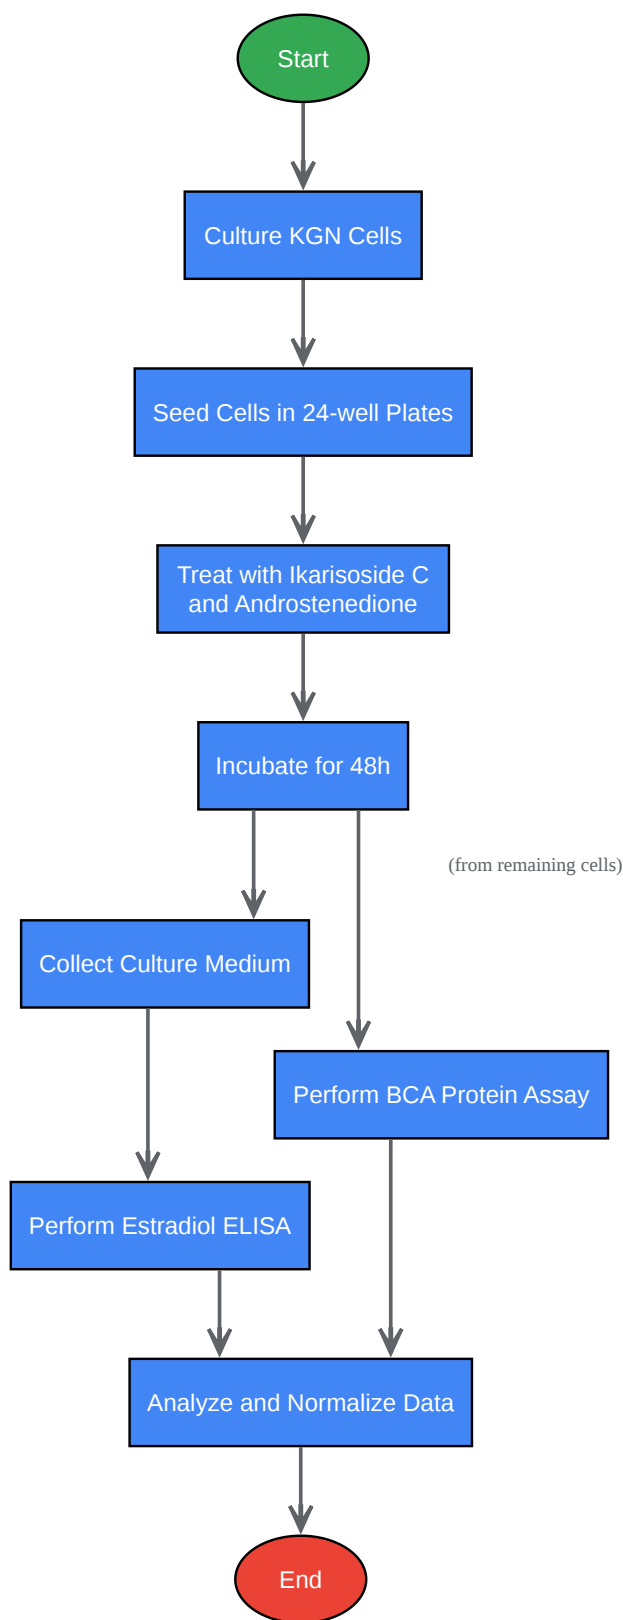 Start
Culture KGN Cells
Seed Cells in 24-well Plates
Treat with Ikarisoside C
and Androstenedione
Incubate for 48h
(from remaining cells)
Collect Culture Medium
Perform BCA Protein Assay
Perform Estradiol ELISA
Analyze and Normalize Data
End